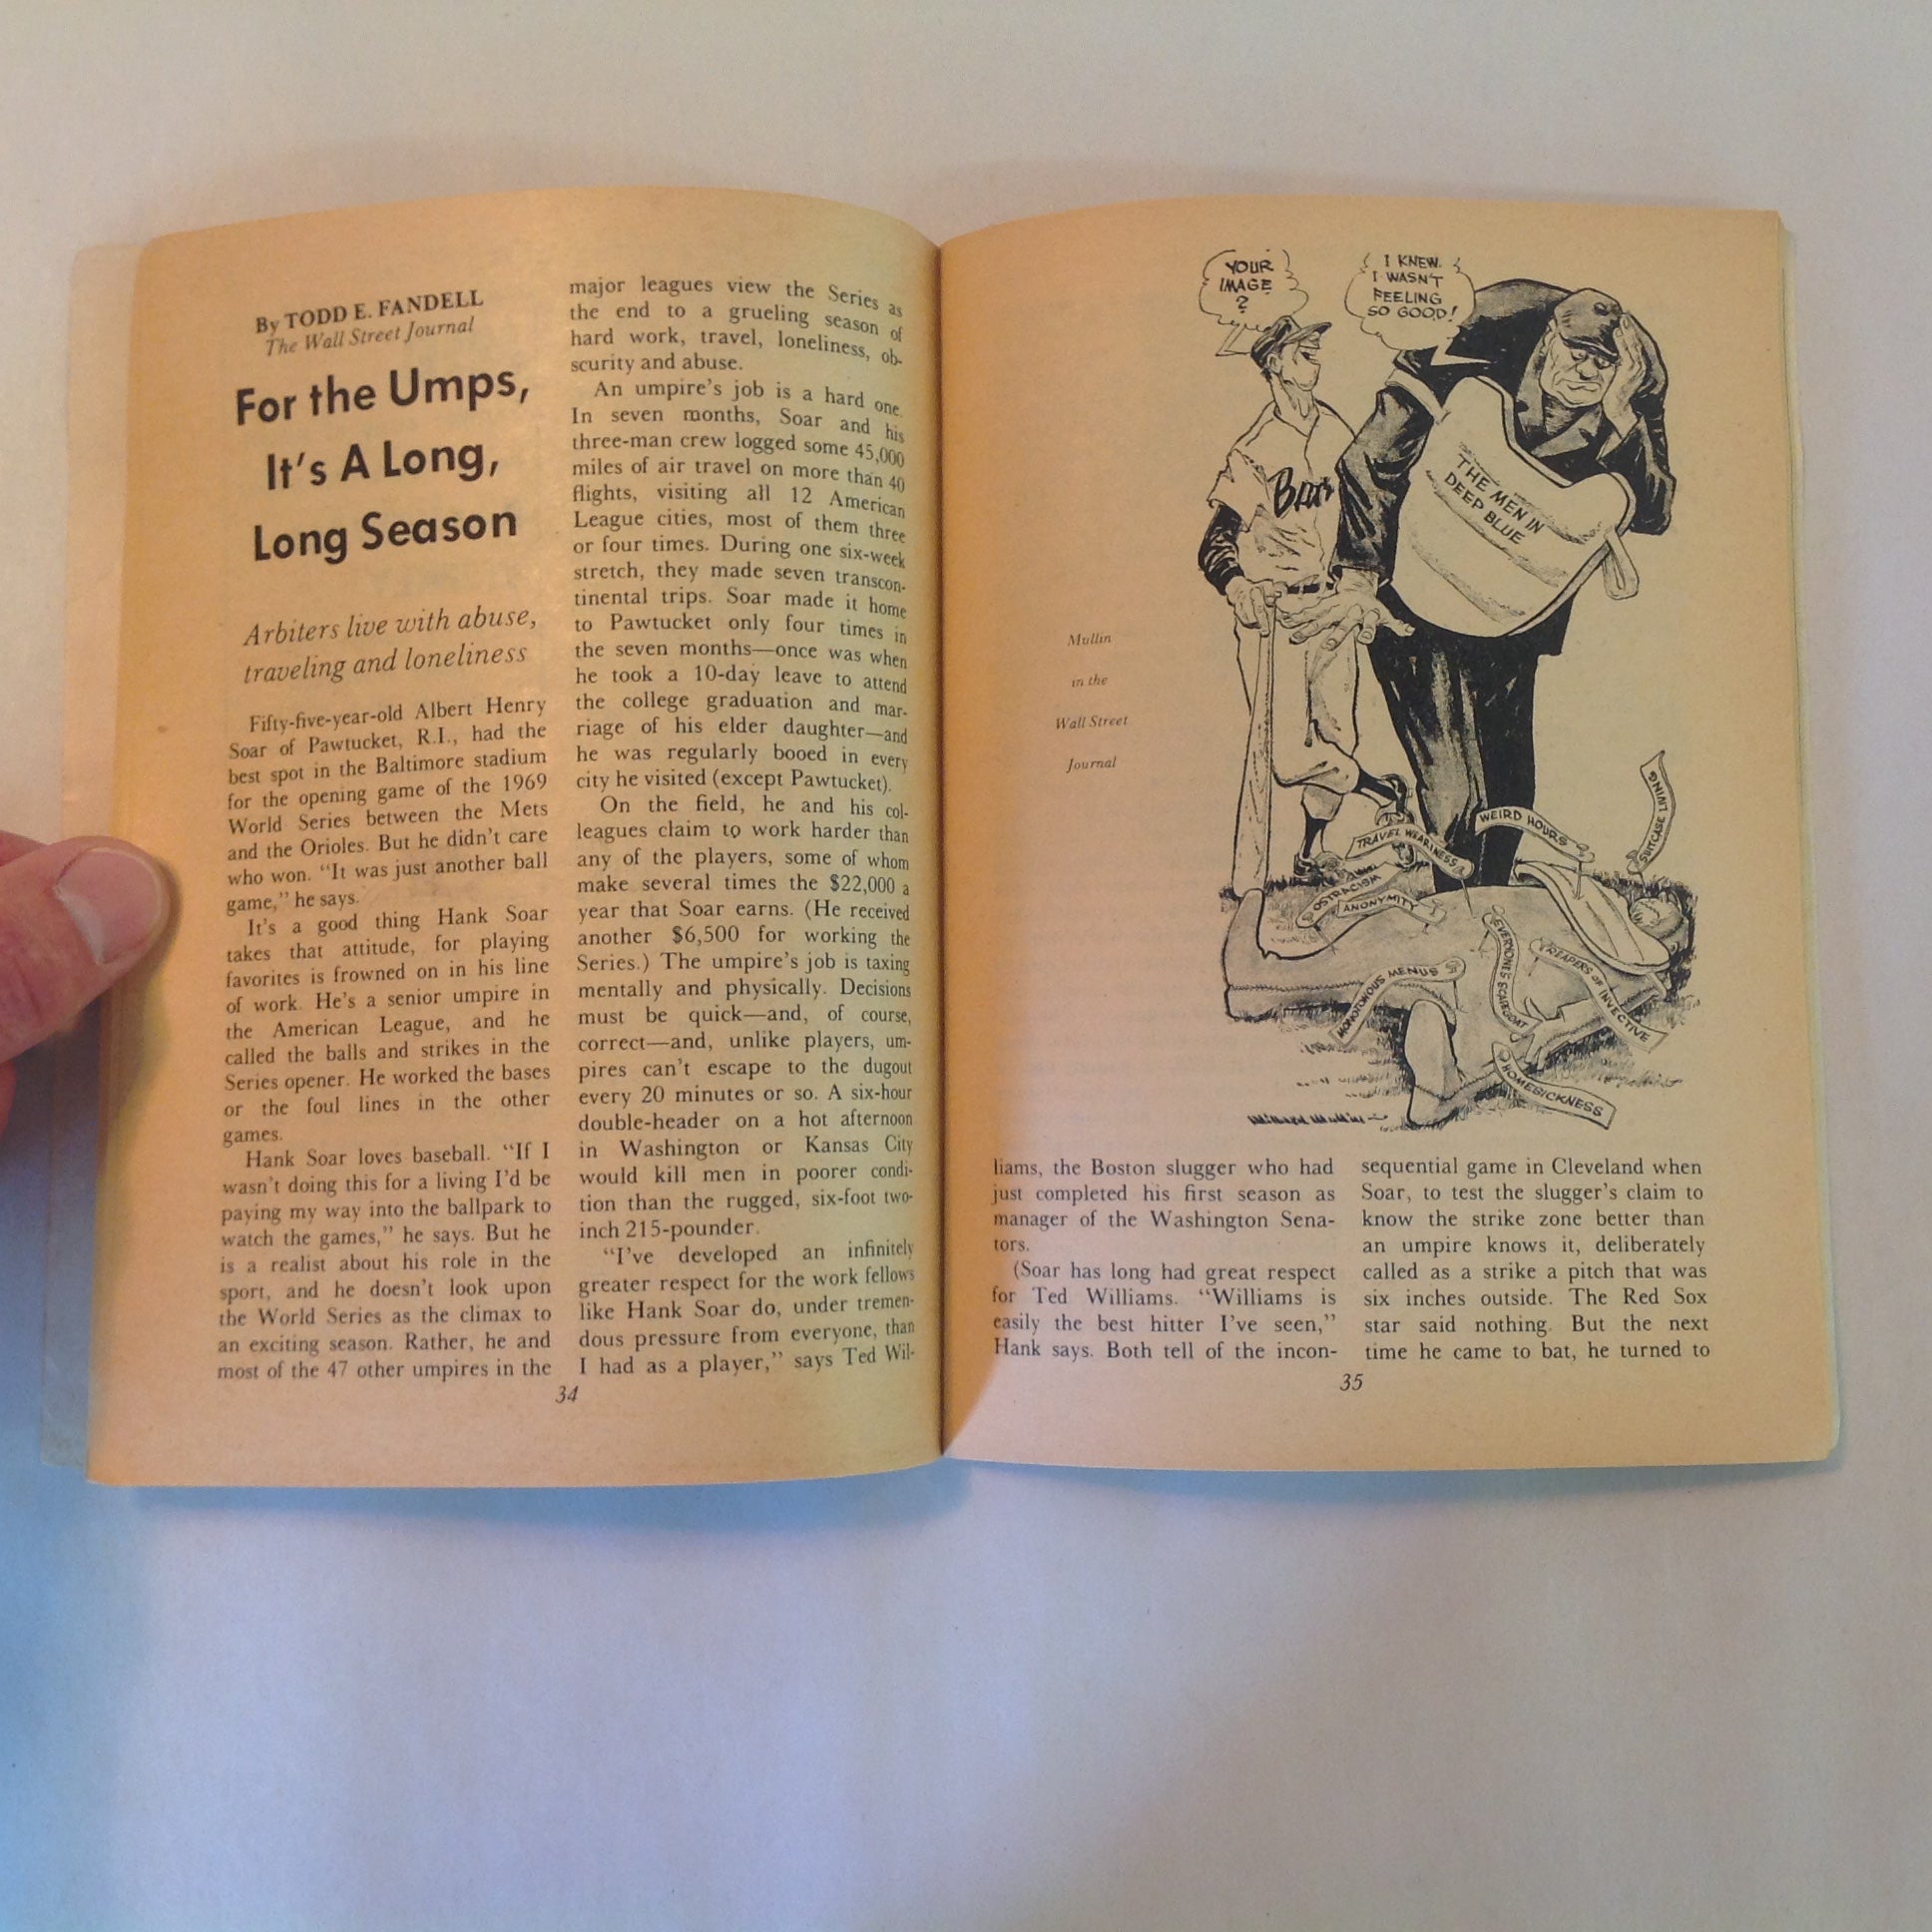 By TODD E. FANDELL
The Wall Street Journal
For the Umps,
It's A Long,
Long Season
Arbiters live with abuse,
traveling and loneliness
Fifty-five-year-old Albert Henry
Soar of Pawtucket, R.I., had the
best spot in the Baltimore stadium
for the opening game of the 1969
World Series between the Mets
and the Orioles. But he didn't care
who won. "It was just another ball
game," he says.
It's a good thing Hank Soar
takes that attitude, for playing
favorites is frowned on in his line
of work. He's a senior umpire in
the American League, and he
called the balls and strikes in the
Series opener. He worked the bases
or the foul lines in the other
games.
Hank Soar loves baseball. "If I
wasn't doing this for a living I'd be
paying my way into the ballpark to
watch the games," he says. But he
is a realist about his role in the
sport, and he doesn't look upon
the World Series as the climax to
an exciting season. Rather, he and
most of the 47 other umpires in the
major leagues view the Series as
the end to a grueling season of
hard work, travel, loneliness, ob-
scurity and abuse.
An umpire's job is a hard one.
In seven months, Soar and his
three-man crew logged some 45,000
miles of air travel on more than 40
flights, visiting all 12 American
League cities, most of them three
or four times. During one six-week
stretch, they made seven transcon-
tinental trips. Soar made it home
to Pawtucket only four times in
the seven months—once was when
he took a 10-day leave to attend
the college graduation and mar-
riage of his elder daughter—and
he was regularly booed in every
city he visited (except Pawtucket).
On the field, he and his col-
leagues claim to work harder than
any of the players, some of whom
make several times the $22,000 a
year that Soar earns. (He received
another $6,500 for working the
Series.) The umpire's job is taxing
mentally and physically. Decisions
must be quick—and, of course,
correct—and, unlike players, um-
pires can't escape to the dugout
every 20 minutes or so. A six-hour
double-header on a hot afternoon
in Washington or Kansas City
would kill men in poorer condi-
tion than the rugged, six-foot two-
inch 215-pounder.
"I've developed an infinitely
greater respect for the work fellows
like Hank Soar do, under tremen-
dous pressure from everyone, than
I had as a player," says Ted Wil-
34
YOUR
IMAGE
?
I KNEW
I WASN'T
FEELING
SO GOOD!
THE MEN IN
DEEP BLUE
Mullin
in the
Wall Street
Journal
TRAVEL WEARINESS
WEIRD HOURS
SUITCASE LIVING
OSTRACISM
ANONYMITY
MONOTONOUS MENUS
EVERYONE'S SCAPEGOAT
REAPERS OF INVECTIVE
HOMESICKNESS
Willard Mullin
liams, the Boston slugger who had
just completed his first season as
manager of the Washington Sena-
tors.
(Soar has long had great respect
for Ted Williams. "Williams is
easily the best hitter I've seen,"
Hank says. Both tell of the incon-
sequential game in Cleveland when
Soar, to test the slugger's claim to
know the strike zone better than
an umpire knows it, deliberately
called as a strike a pitch that was
six inches outside. The Red Sox
star said nothing. But the next
time he came to bat, he turned to
35